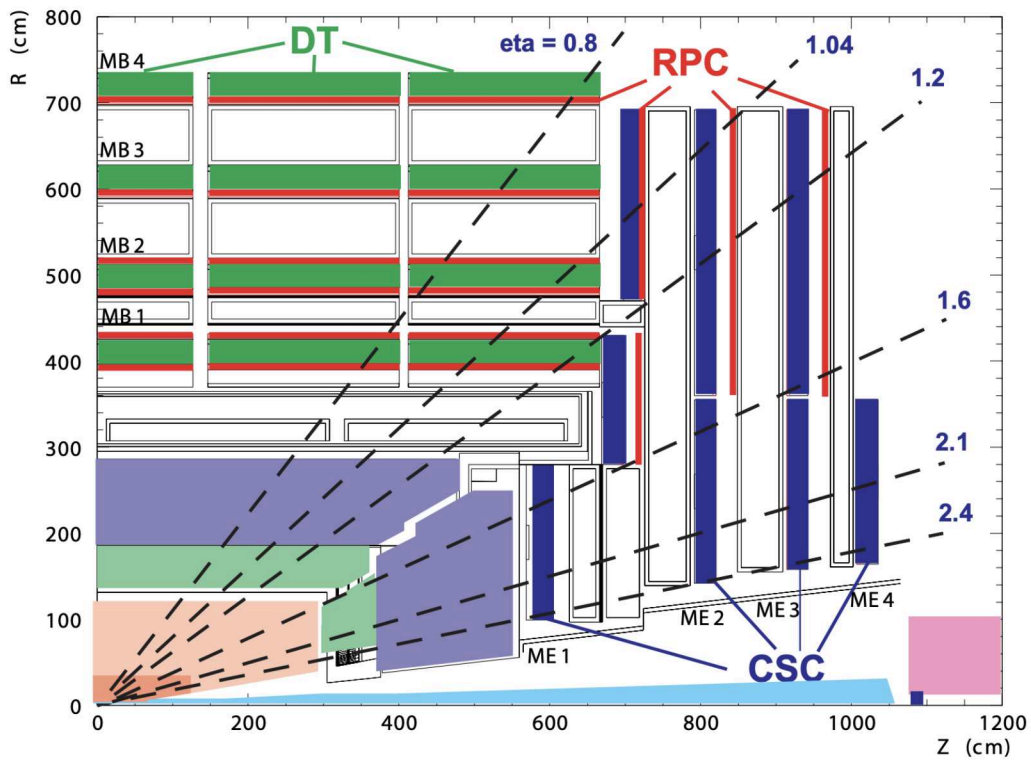 R (cm)
800
700
600
500
400
300
200
100
0
MB 4
MB 3
MB 2
MB 1
DT
eta = 0.8
RPC
1.04
1.2
1.6
2.1
2.4
ME 1
ME 2
ME 3
ME 4
CSC
0
200
400
600
800
1000
1200
Z (cm)